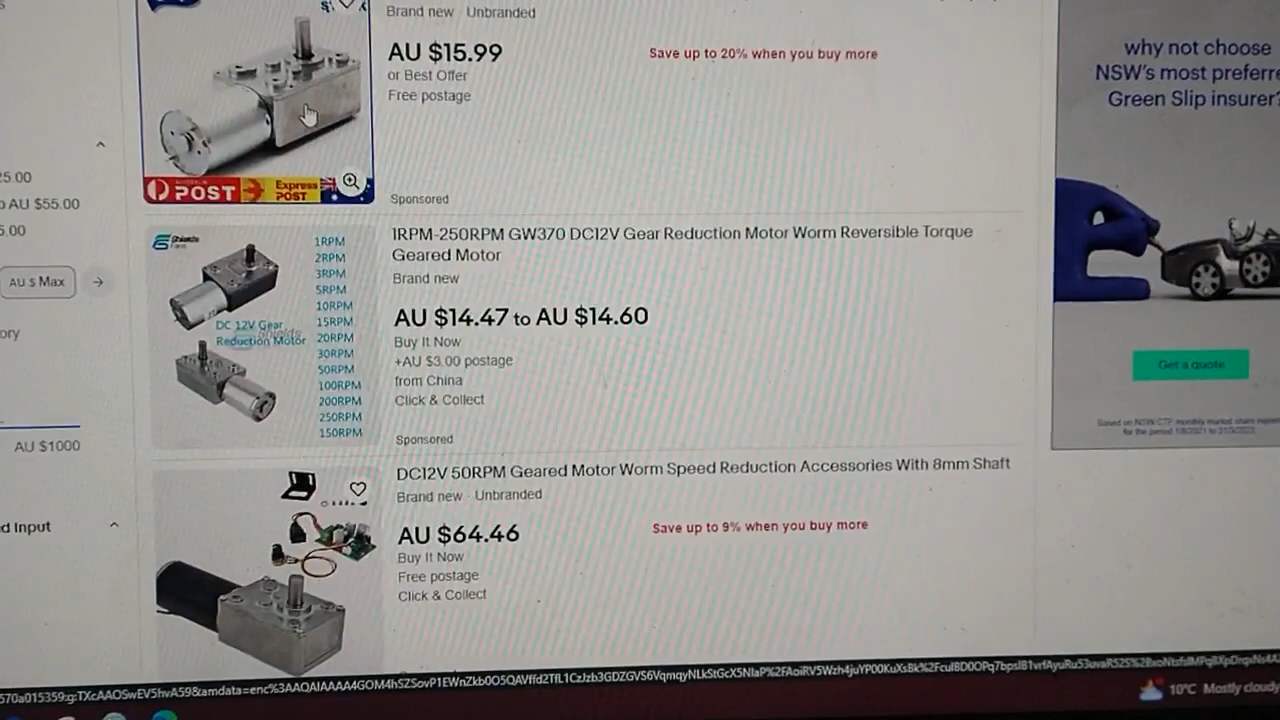 Brand new · Unbranded
AU $15.99
Save up to 20% when you buy more
or Best Offer
Free postage
POST
Express
POST
Sponsored
25.00
AU $55.00
5.00
AU $ Max
AU $1000
d Input
1RPM-250RPM GW370 DC12V Gear Reduction Motor Worm Reversible Torque
Geared Motor
Brand new
AU $14.47 to AU $14.60
Buy It Now
+AU $3.00 postage
from China
Click & Collect
Sponsored
1RPM
2RPM
3RPM
5RPM
10RPM
15RPM
20RPM
30RPM
50RPM
100RPM
200RPM
250RPM
150RPM
DC 12V Gear
Reduction Motor
DC12V 50RPM Geared Motor Worm Speed Reduction Accessories With 8mm Shaft
Brand new · Unbranded
AU $64.46
Save up to 9% when you buy more
Buy It Now
Free postage
Click & Collect
why not choose
NSW's most preferre
Green Slip insurer?
Get a quote
10°C Mostly cloudy